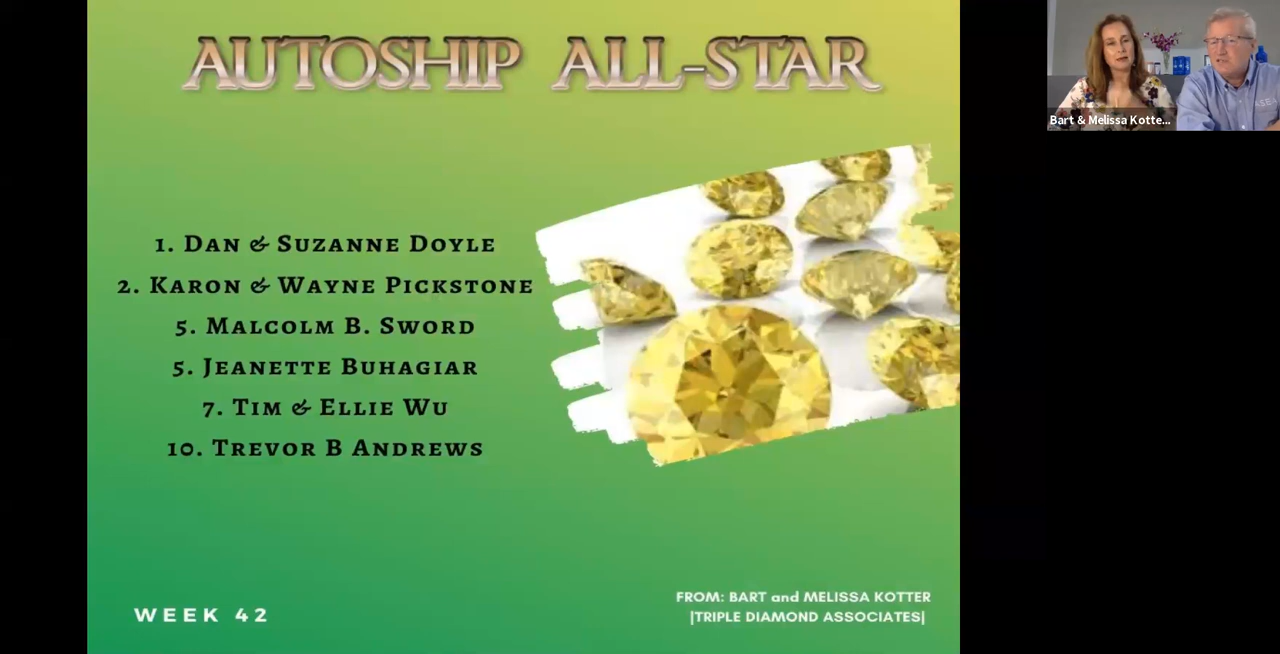 AUTOSHIP ALL-STAR
Bart & Melissa Kotte...
1. Dan & Suzanne Doyle
2. Karon & Wayne Pickstone
5. Malcolm B. Sword
5. Jeanette Buhagiar
7. Tim & Ellie Wu
10. Trevor B Andrews
WEEK 42
FROM: BART and MELISSA KOTTER
|TRIPLE DIAMOND ASSOCIATES|